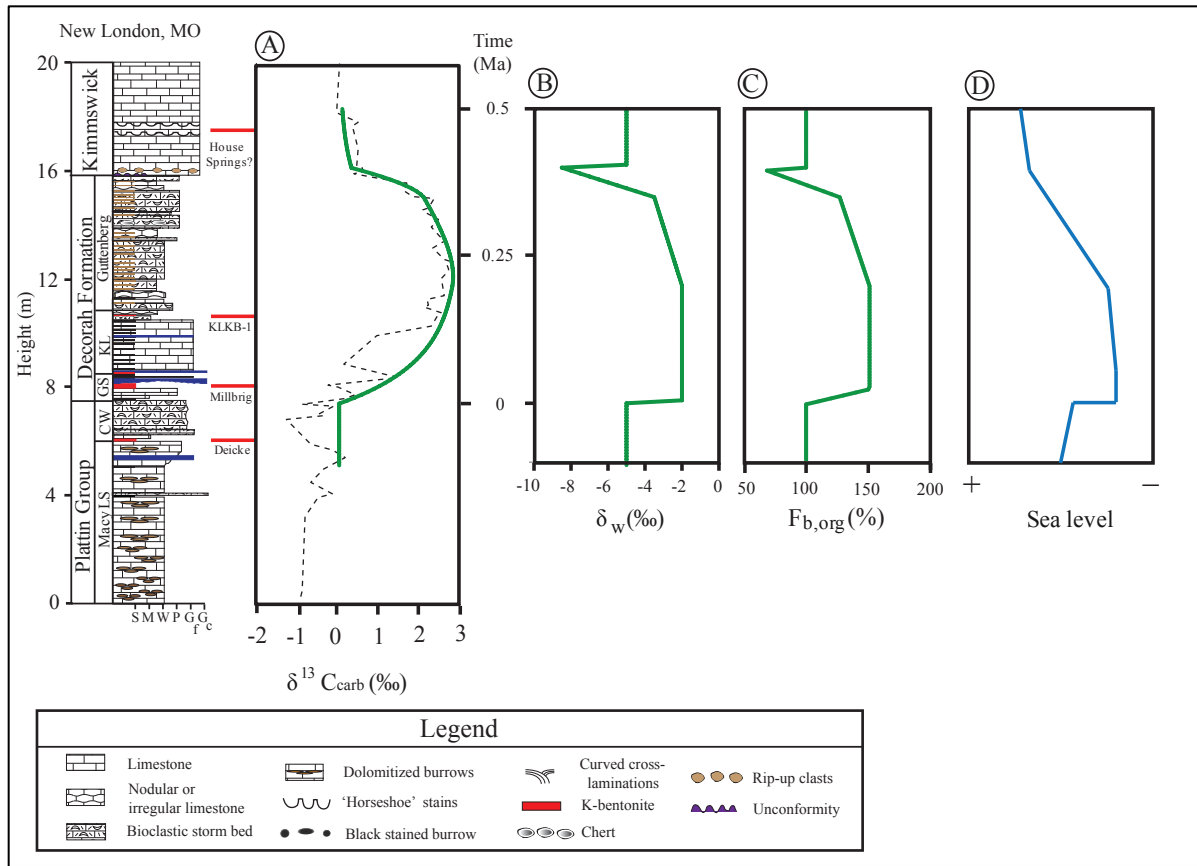 New London, MO
A
Time
(Ma)
B
C
D
20
16
12
8
4
0
Height (m)
Kimmswick
Decorah Formation
Guttenberg
KL
GS
CW
Plattin Group
Macy LS
S M W P G G
f c
House
Springs?
KLKB-1
Millbrig
Deicke
0.5
0.25
0
-2 -1 0 1 2 3
δ13 Ccarb (‰)
-10 -8 -6 -4 -2 0
δw (‰)
50 100 150 200
Fb,org (%)
+ −
Sea level
Legend
Limestone
Nodular or
irregular limestone
Bioclastic storm bed
Dolomitized burrows
'Horseshoe' stains
Black stained burrow
Curved cross-
laminations
K-bentonite
Chert
Rip-up clasts
Unconformity